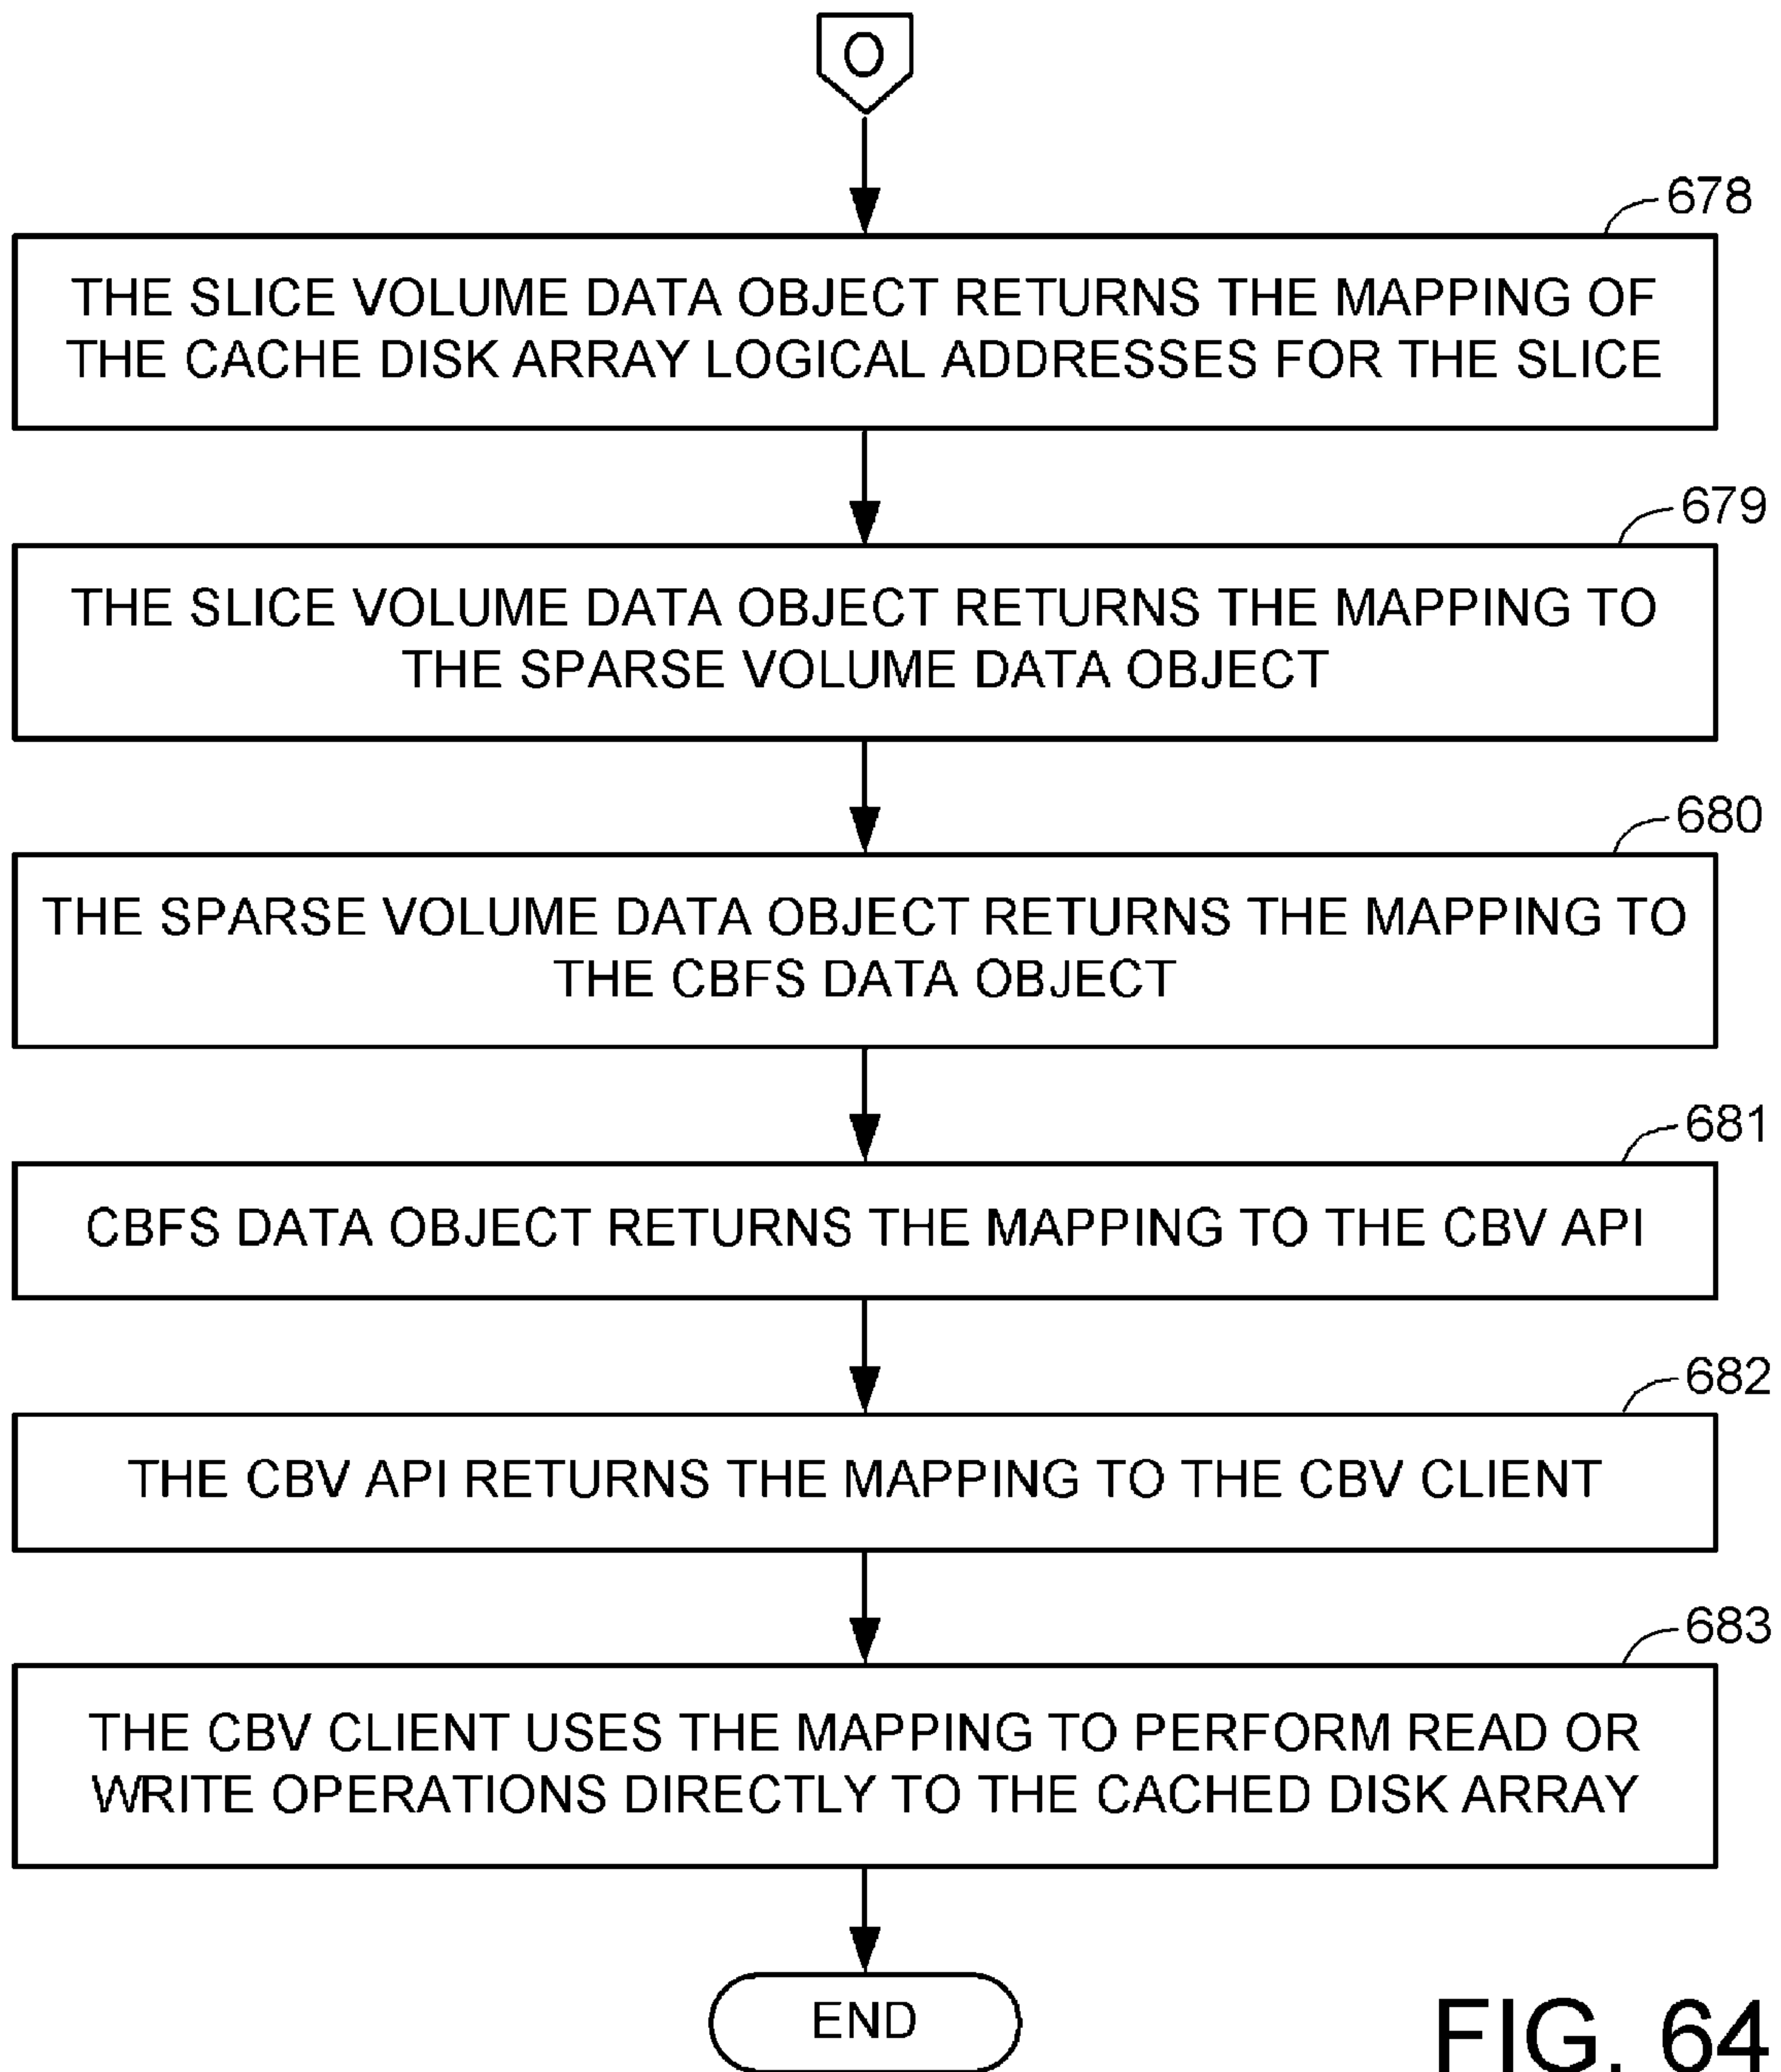 O
678
THE SLICE VOLUME DATA OBJECT RETURNS THE MAPPING OF
THE CACHE DISK ARRAY LOGICAL ADDRESSES FOR THE SLICE
679
THE SLICE VOLUME DATA OBJECT RETURNS THE MAPPING TO
THE SPARSE VOLUME DATA OBJECT
680
THE SPARSE VOLUME DATA OBJECT RETURNS THE MAPPING TO
THE CBFS DATA OBJECT
681
CBFS DATA OBJECT RETURNS THE MAPPING TO THE CBV API
682
THE CBV API RETURNS THE MAPPING TO THE CBV CLIENT
683
THE CBV CLIENT USES THE MAPPING TO PERFORM READ OR
WRITE OPERATIONS DIRECTLY TO THE CACHED DISK ARRAY
END
FIG. 64